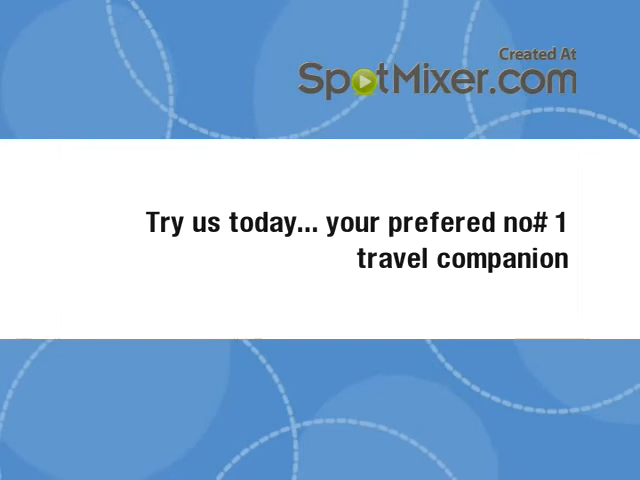 Created At
SpotMixer.com
Try us today... your prefered no# 1
travel companion